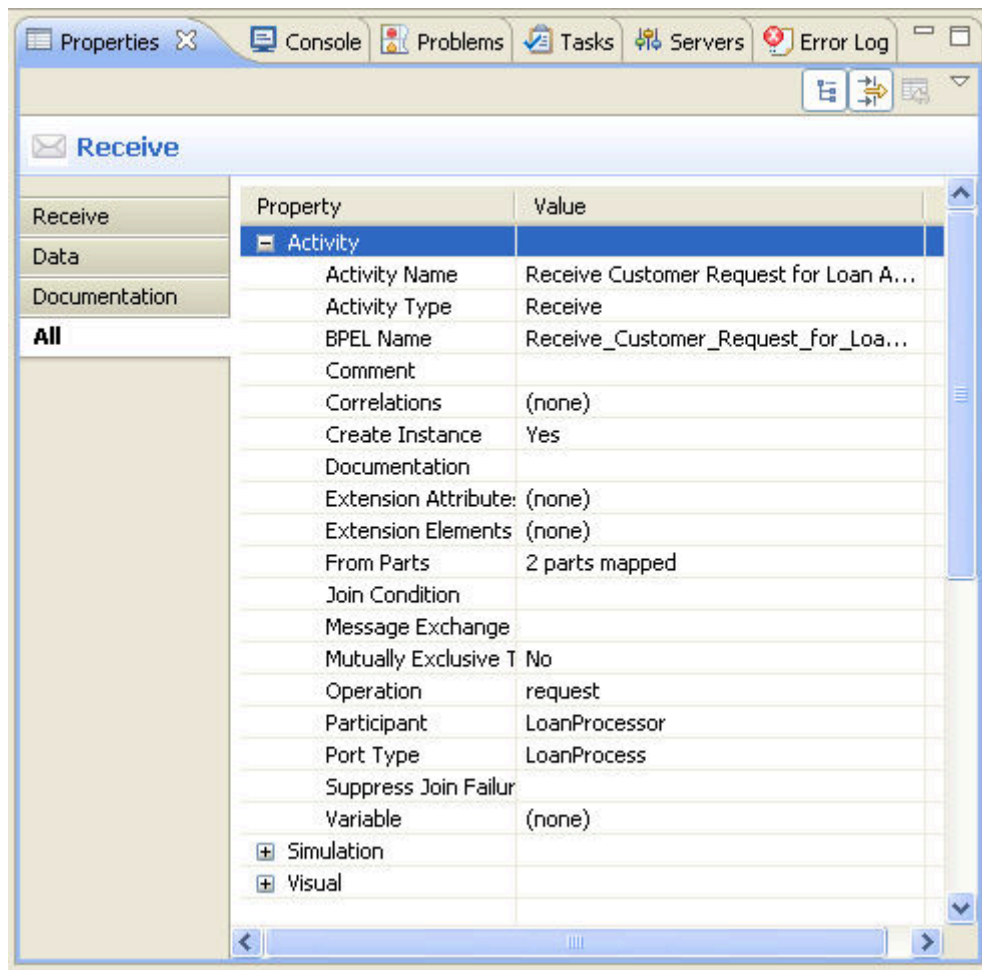 Properties Console Problems Tasks Servers Error Log
Receive
Receive
Data
Documentation
All
Property Value
Activity
Activity Name Receive Customer Request for Loan A...
Activity Type Receive
BPEL Name Receive_Customer_Request_for_Loa...
Comment
Correlations (none)
Create Instance Yes
Documentation
Extension Attribute: (none)
Extension Elements (none)
From Parts 2 parts mapped
Join Condition
Message Exchange
Mutually Exclusive T No
Operation request
Participant LoanProcessor
Port Type LoanProcess
Suppress Join Failur
Variable (none)
Simulation
Visual